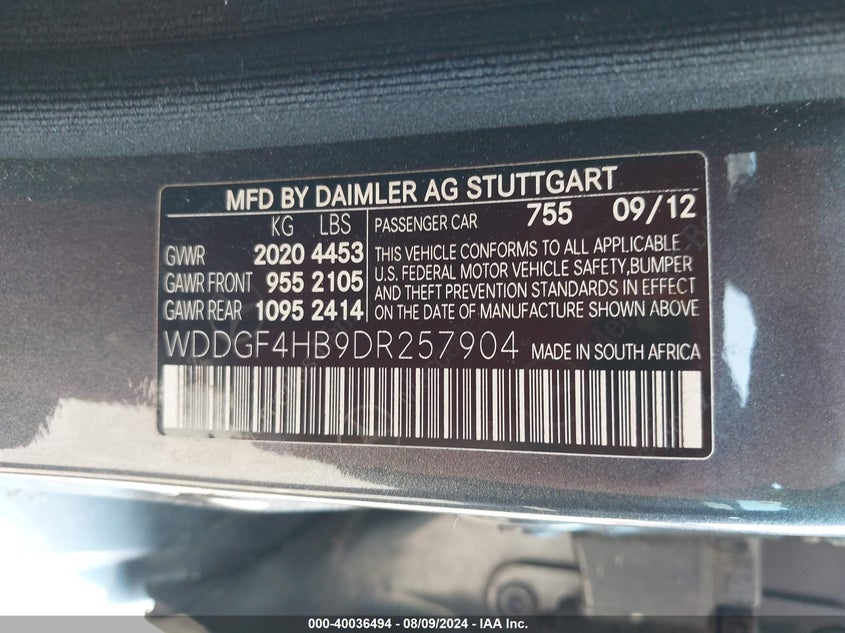 MFD BY DAIMLER AG STUTTGART
KG LBS
GVWR 2020 4453
GAWR FRONT 955 2105
GAWR REAR 1095 2414
PASSENGER CAR 755 09/12
THIS VEHICLE CONFORMS TO ALL APPLICABLE
U.S. FEDERAL MOTOR VEHICLE SAFETY,BUMPER
AND THEFT PREVENTION STANDARDS IN EFFECT
ON THE DATE OF MANUFACTURE SHOWN ABOVE.
WDDGF4HB9DR257904 MADE IN SOUTH AFRICA
000-40036494 - 08/09/2024 - IAA Inc.